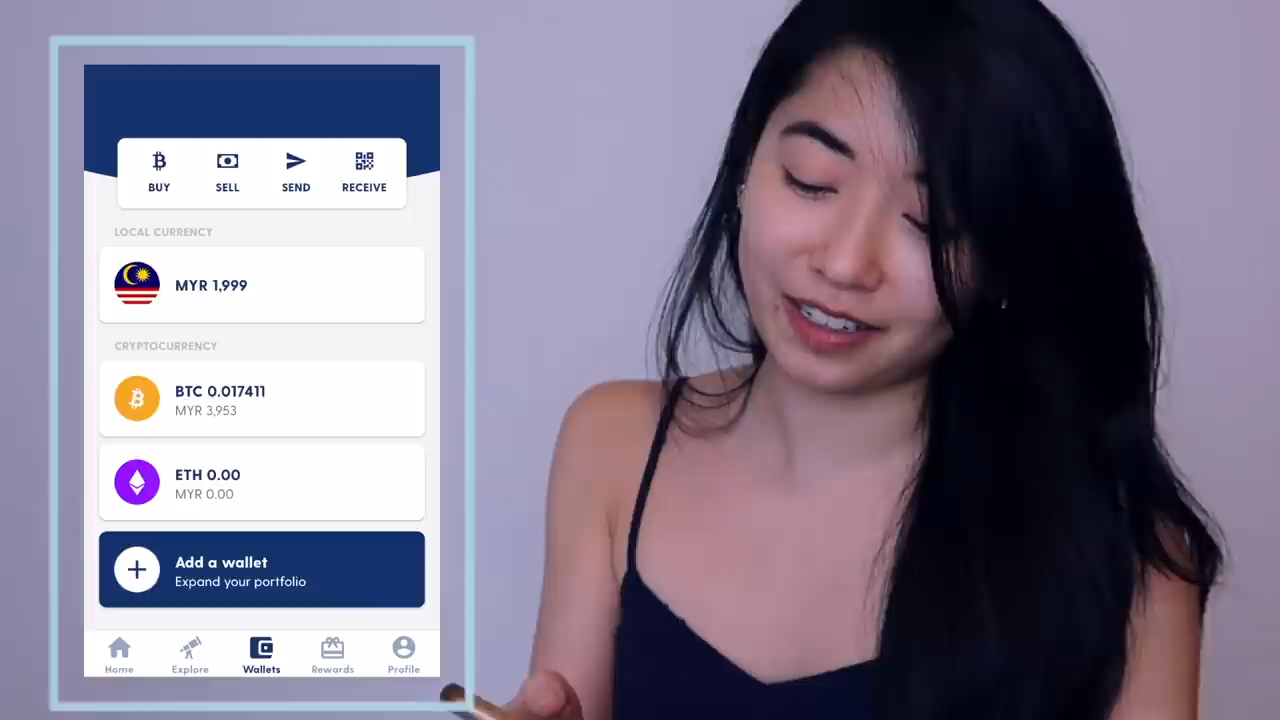 BUY SELL SEND RECEIVE
LOCAL CURRENCY
MYR 1,999
CRYPTOCURRENCY
BTC 0.017411
MYR 3,953
ETH 0.00
MYR 0.00
Add a wallet
Expand your portfolio
Home Explore Wallets Rewards Profile